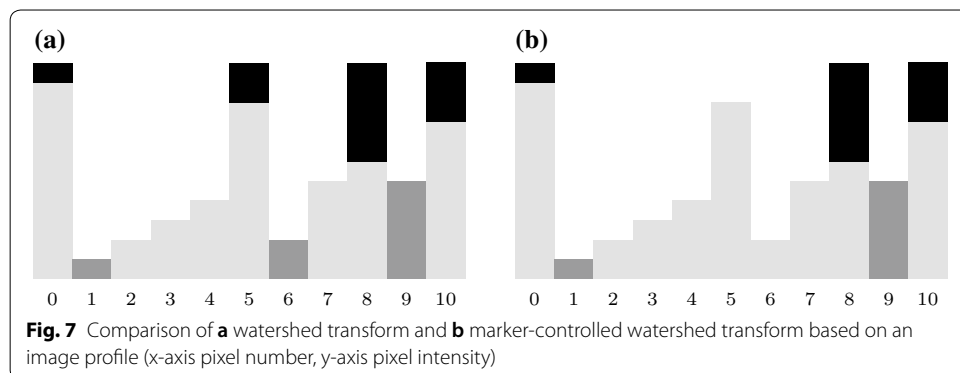 (a) (b)
0 1 2 3 4 5 6 7 8 9 10 0 1 2 3 4 5 6 7 8 9 10
Fig. 7 Comparison of a watershed transform and b marker-controlled watershed transform based on an
image profile (x-axis pixel number, y-axis pixel intensity)